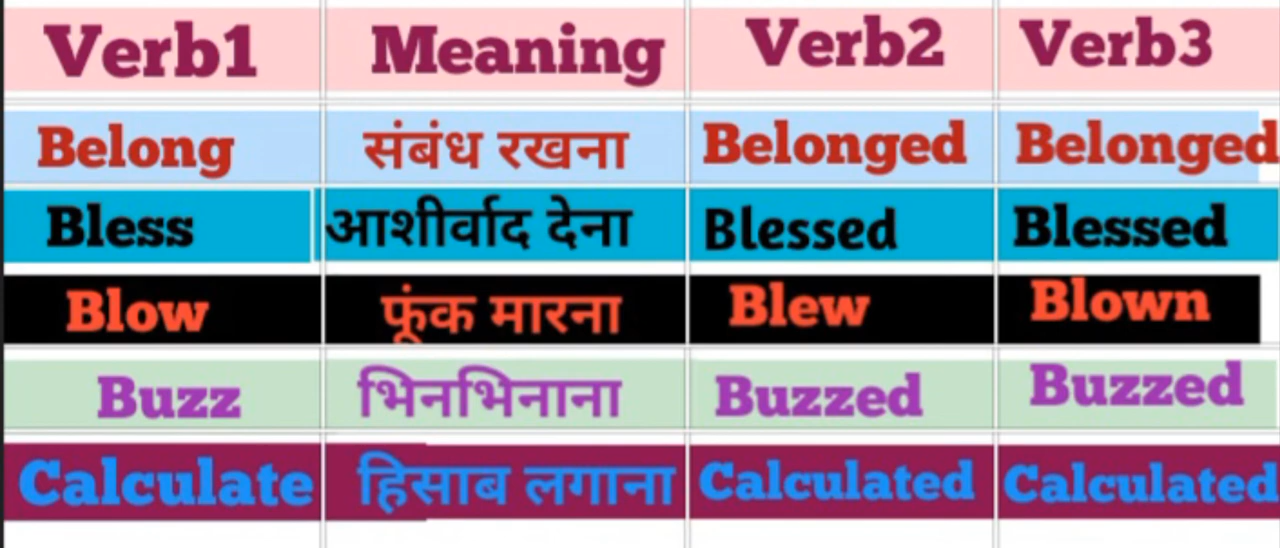 Verb1 Meaning Verb2 Verb3
Belong संबंध रखना Belonged Belonged
Bless आशीर्वाद देना Blessed Blessed
Blow फूंक मारना Blew Blown
Buzz भिनभिनाना Buzzed Buzzed
Calculate हिसाब लगाना Calculated Calculated